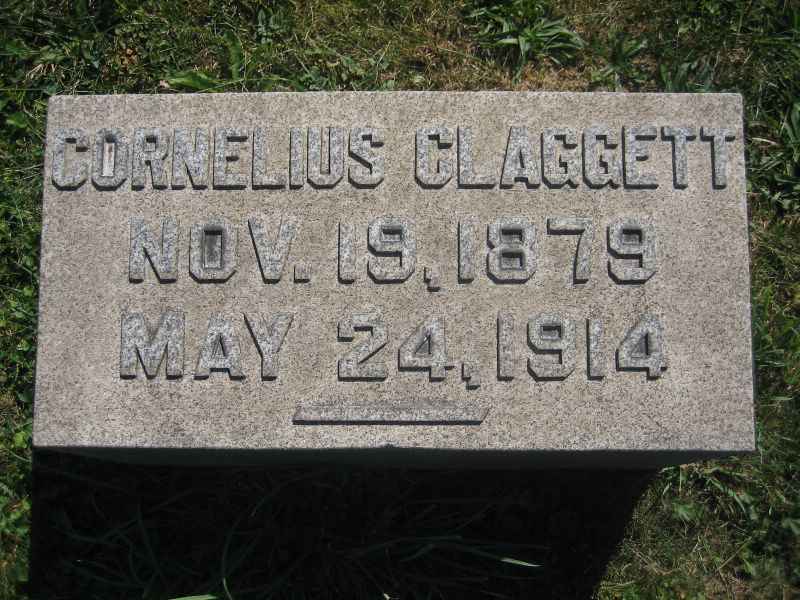 CORNELIUS CLAGGETT
NOV. 19, 1879
MAY 24, 1914